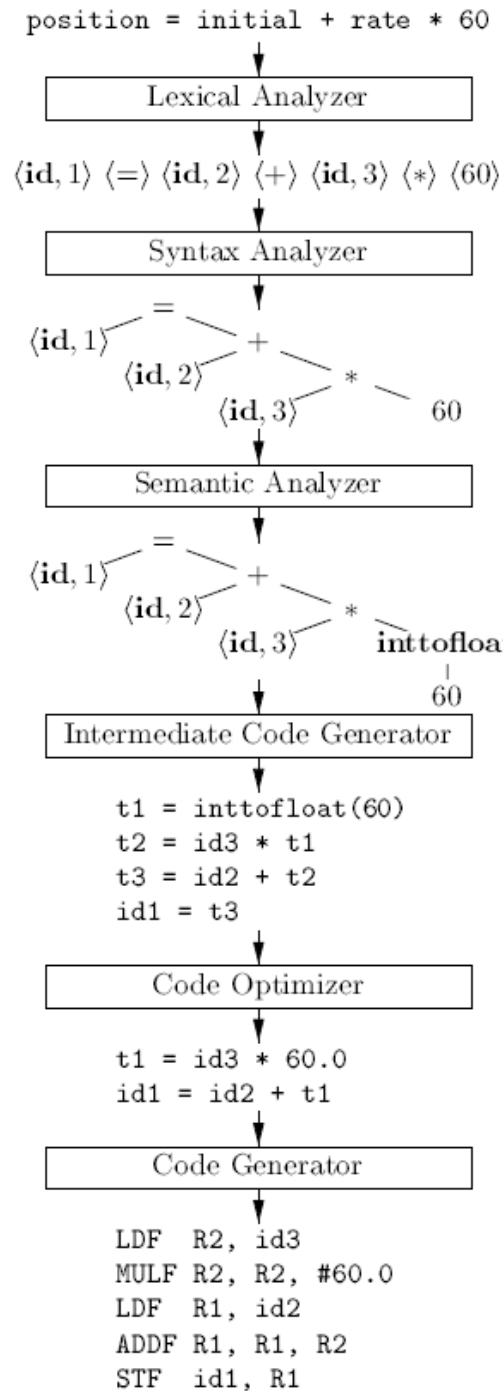 position = initial + rate * 60
Lexical Analyzer
⟨id, 1⟩ ⟨=⟩ ⟨id, 2⟩ ⟨+⟩ ⟨id, 3⟩ ⟨*⟩ ⟨60⟩
Syntax Analyzer
=
⟨id, 1⟩ +
⟨id, 2⟩ *
⟨id, 3⟩ 60
Semantic Analyzer
=
⟨id, 1⟩ +
⟨id, 2⟩ *
⟨id, 3⟩ inttofloa
60
Intermediate Code Generator
t1 = inttofloat(60)
t2 = id3 * t1
t3 = id2 + t2
id1 = t3
Code Optimizer
t1 = id3 * 60.0
id1 = id2 + t1
Code Generator
LDF R2, id3
MULF R2, R2, #60.0
LDF R1, id2
ADDF R1, R1, R2
STF id1, R1